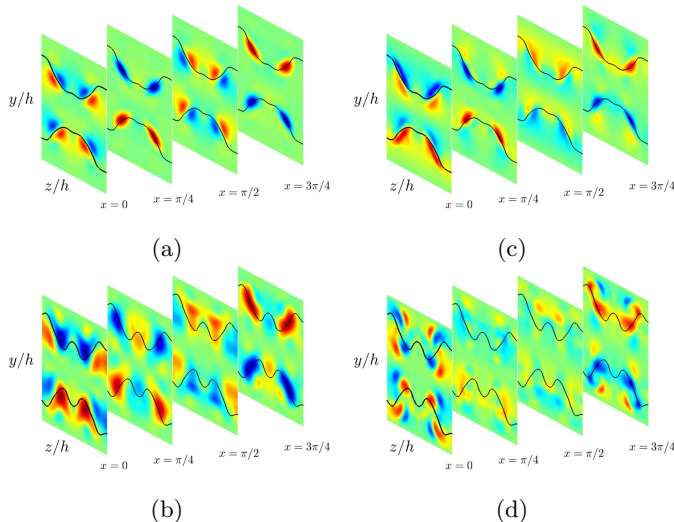 y/h
z/h
x = 0
x = π/4
x = π/2
x = 3π/4
(a)
y/h
z/h
x = 0
x = π/4
x = π/2
x = 3π/4
(c)
y/h
z/h
x = 0
x = π/4
x = π/2
x = 3π/4
(b)
y/h
z/h
x = 0
x = π/4
x = π/2
x = 3π/4
(d)